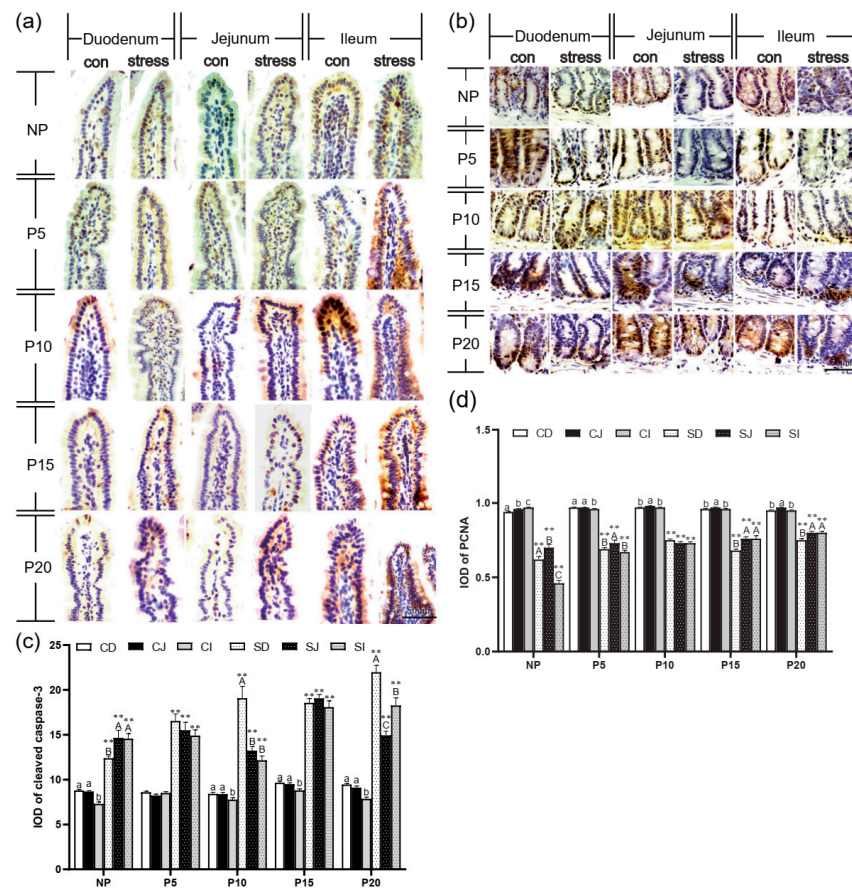 (a)
Duodenum Jejunum Ileum
con stress con stress con stress
NP
P5
P10
P15
P20
(b)
Duodenum Jejunum Ileum
con stress con stress con stress
NP
P5
P10
P15
P20
(c)
CD CJ CI SD SJ SI
IOD of cleaved caspase-3
25
20
15
10
5
0
a a b ** B ** A ** A
** ** **
a a b ** A ** B ** B
a a b ** ** **
a a b ** A ** C ** B
NP P5 P10 P15 P20
(d)
CD CJ CI SD SJ SI
IOD of PCNA
1.5
1.0
0.5
0.0
a b c ** A ** B ** C
a a b ** B ** A ** B
b a b ** ** **
b a b ** B ** A ** A
b a b ** B ** A ** A
NP P5 P10 P15 P20